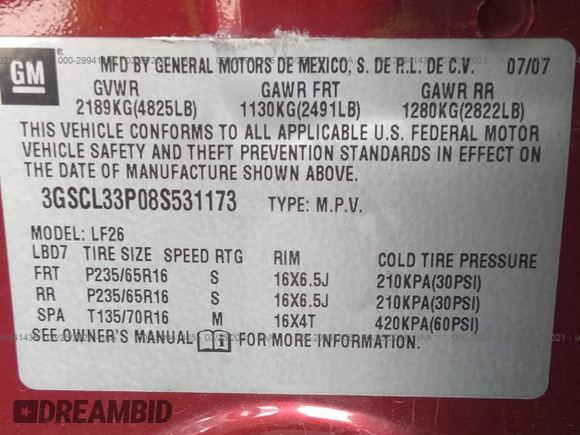 GM
MFD BY GENERAL MOTORS DE MEXICO, S. DE R.L. DE C.V. 07/07
GVWR GAWR FRT GAWR RR
2189KG(4825LB) 1130KG(2491LB) 1280KG(2822LB)
THIS VEHICLE CONFORMS TO ALL APPLICABLE U.S. FEDERAL MOTOR
VEHICLE SAFETY AND THEFT PREVENTION STANDARDS IN EFFECT ON
THE DATE OF MANUFACTURE SHOWN ABOVE.
3GSCL33P08S531173 TYPE: M.P.V.
MODEL: LF26
LBD7 TIRE SIZE SPEED RTG RIM COLD TIRE PRESSURE
FRT P235/65R16 S 16X6.5J 210KPA(30PSI)
RR P235/65R16 S 16X6.5J 210KPA(30PSI)
SPA T135/70R16 M 16X4T 420KPA(60PSI)
SEE OWNER'S MANUAL FOR MORE INFORMATION.
DREAMBID